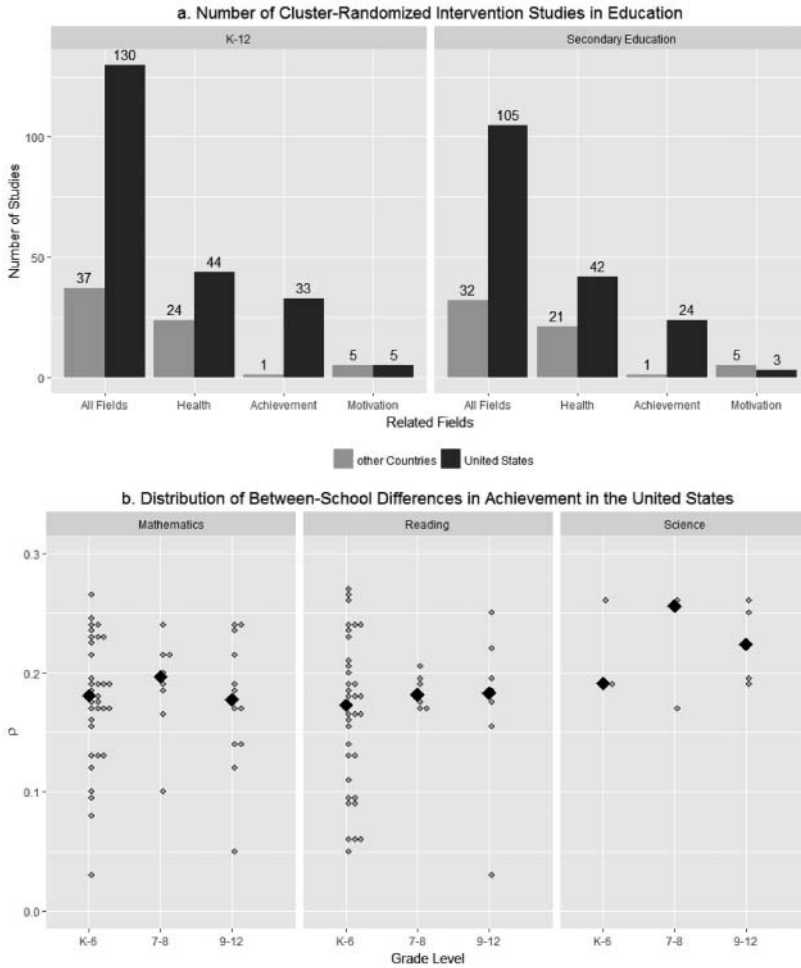 a. Number of Cluster-Randomized Intervention Studies in Education
K-12
Secondary Education
Number of Studies
100
50
0
130
37
44
24
33
1
5
5
105
32
42
21
24
1
5
3
All Fields
Health
Achievement
Motivation
All Fields
Health
Achievement
Motivation
Related Fields
other Countries
United States
b. Distribution of Between-School Differences in Achievement in the United States
Mathematics
Reading
Science
ρ
0.3
0.2
0.1
0.0
K-6
7-8
9-12
K-6
7-8
9-12
K-6
7-8
9-12
Grade Level